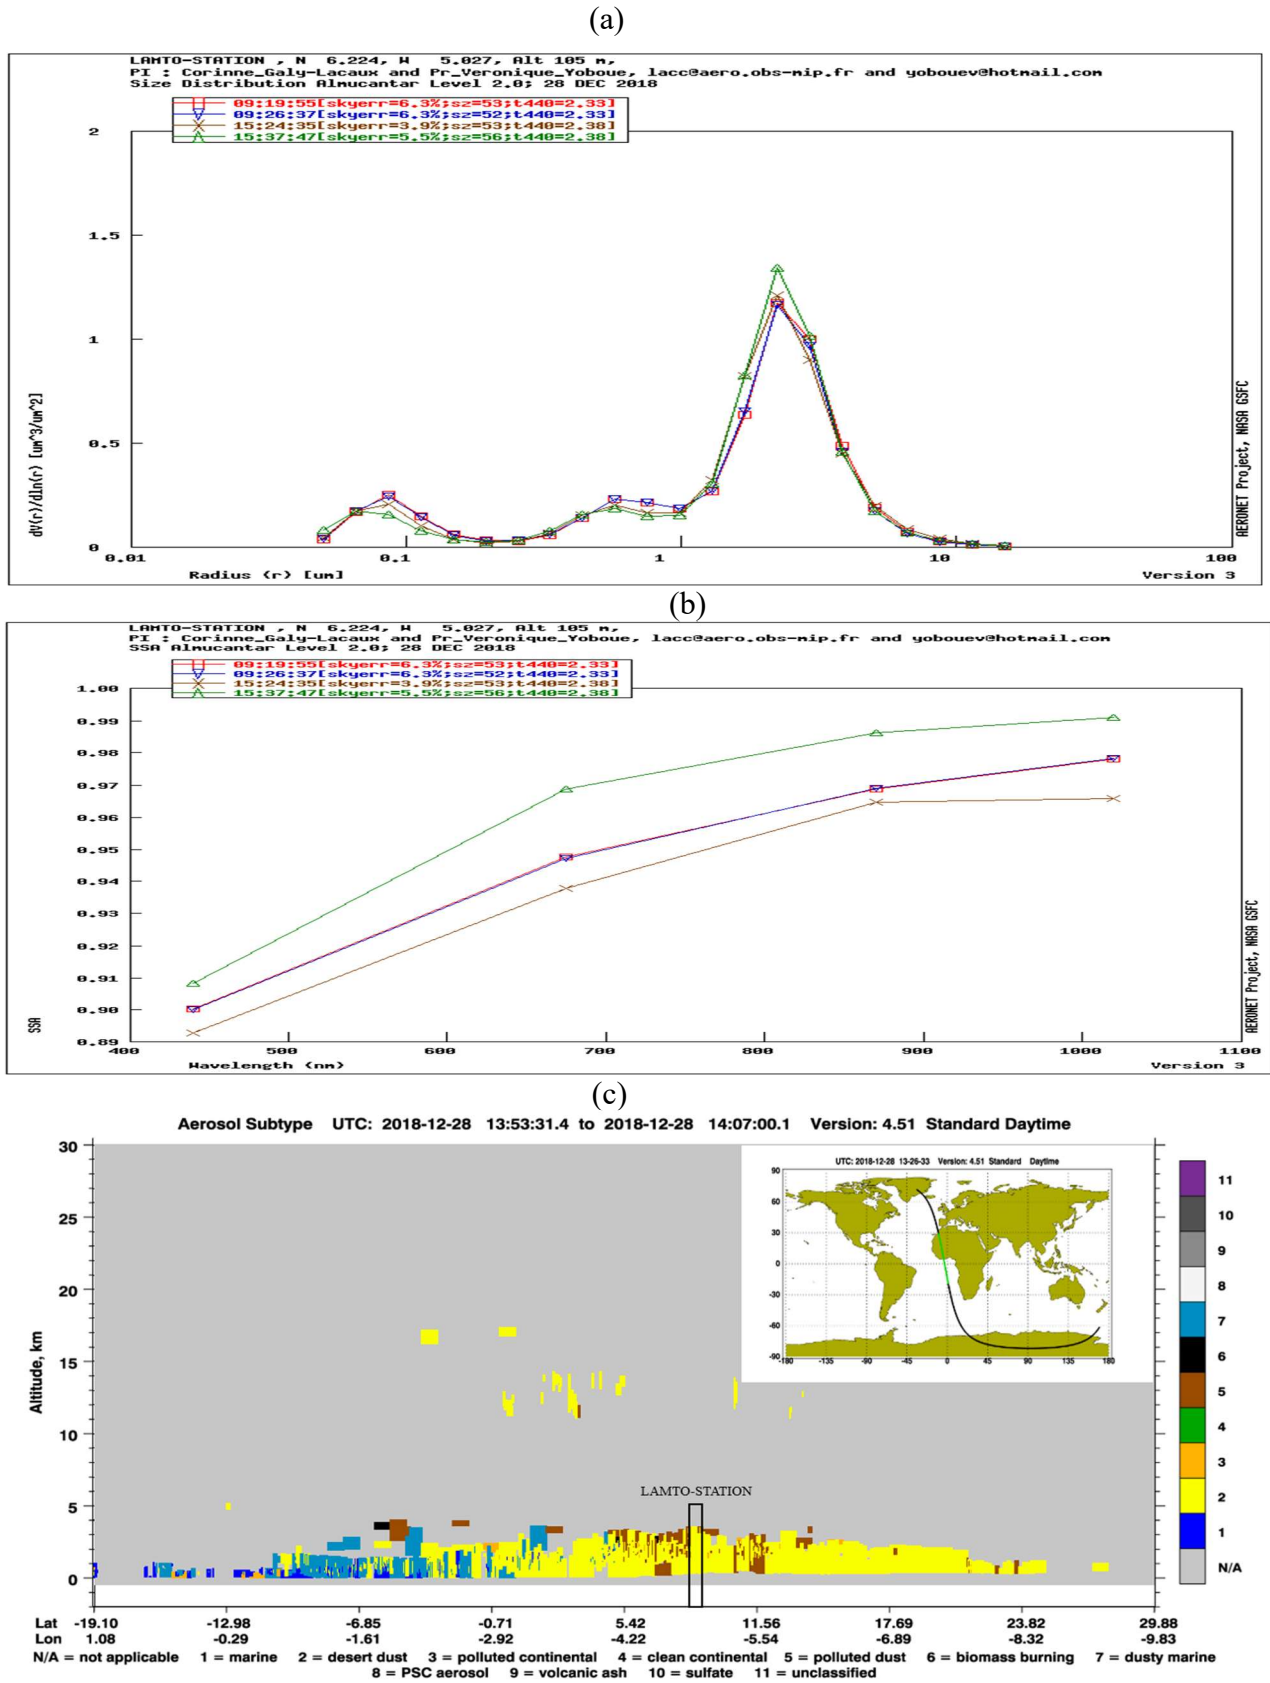 (a)
LAMTO-STATION , N 6.224, W 5.027, Alt 105 m,
PI : Corinne_Galy-Lacaux and Pr_Veronique_Yoboue, lacc@aero.obs-mip.fr and yobouev@hotmail.com
Size Distribution Almucantar Level 2.0; 28 DEC 2018
09:19:55[skyerr=6.3%;sz=53;t440=2.33]
09:26:37[skyerr=6.3%;sz=52;t440=2.33]
15:24:35[skyerr=3.9%;sz=53;t440=2.38]
15:37:47[skyerr=5.5%;sz=56;t440=2.38]
2
1.5
1
0.5
0
dV(r)/dln(r) [um^3/um^2]
0.01 0.1 1 10 100
Radius (r) [um]
Version 3
AERONET Project, NASA GSFC
(b)
LAMTO-STATION , N 6.224, W 5.027, Alt 105 m,
PI : Corinne_Galy-Lacaux and Pr_Veronique_Yoboue, lacc@aero.obs-mip.fr and yobouev@hotmail.com
SSA Almucantar Level 2.0; 28 DEC 2018
09:19:55[skyerr=6.3%;sz=53;t440=2.33]
09:26:37[skyerr=6.3%;sz=52;t440=2.33]
15:24:35[skyerr=3.9%;sz=53;t440=2.38]
15:37:47[skyerr=5.5%;sz=56;t440=2.38]
1.00
0.99
0.98
0.97
0.96
0.95
0.94
0.93
0.92
0.91
0.90
0.89
SSA
400 500 600 700 800 900 1000 1100
Wavelength (nm)
Version 3
AERONET Project, NASA GSFC
(c)
Aerosol Subtype UTC: 2018-12-28 13:53:31.4 to 2018-12-28 14:07:00.1 Version: 4.51 Standard Daytime
30
25
20
15
10
5
0
Altitude, km
UTC: 2018-12-28 13-26-33 Version: 4.51 Standard Daytime
90
60
30
0
-30
-60
-90
-180 -135 -90 -45 0 45 90 135 180
LAMTO-STATION
11
10
9
8
7
6
5
4
3
2
1
N/A
Lat -19.10 -12.98 -6.85 -0.71 5.42 11.56 17.69 23.82 29.88
Lon 1.08 -0.29 -1.61 -2.92 -4.22 -5.54 -6.89 -8.32 -9.83
N/A = not applicable 1 = marine 2 = desert dust 3 = polluted continental 4 = clean continental 5 = polluted dust 6 = biomass burning 7 = dusty marine
8 = PSC aerosol 9 = volcanic ash 10 = sulfate 11 = unclassified